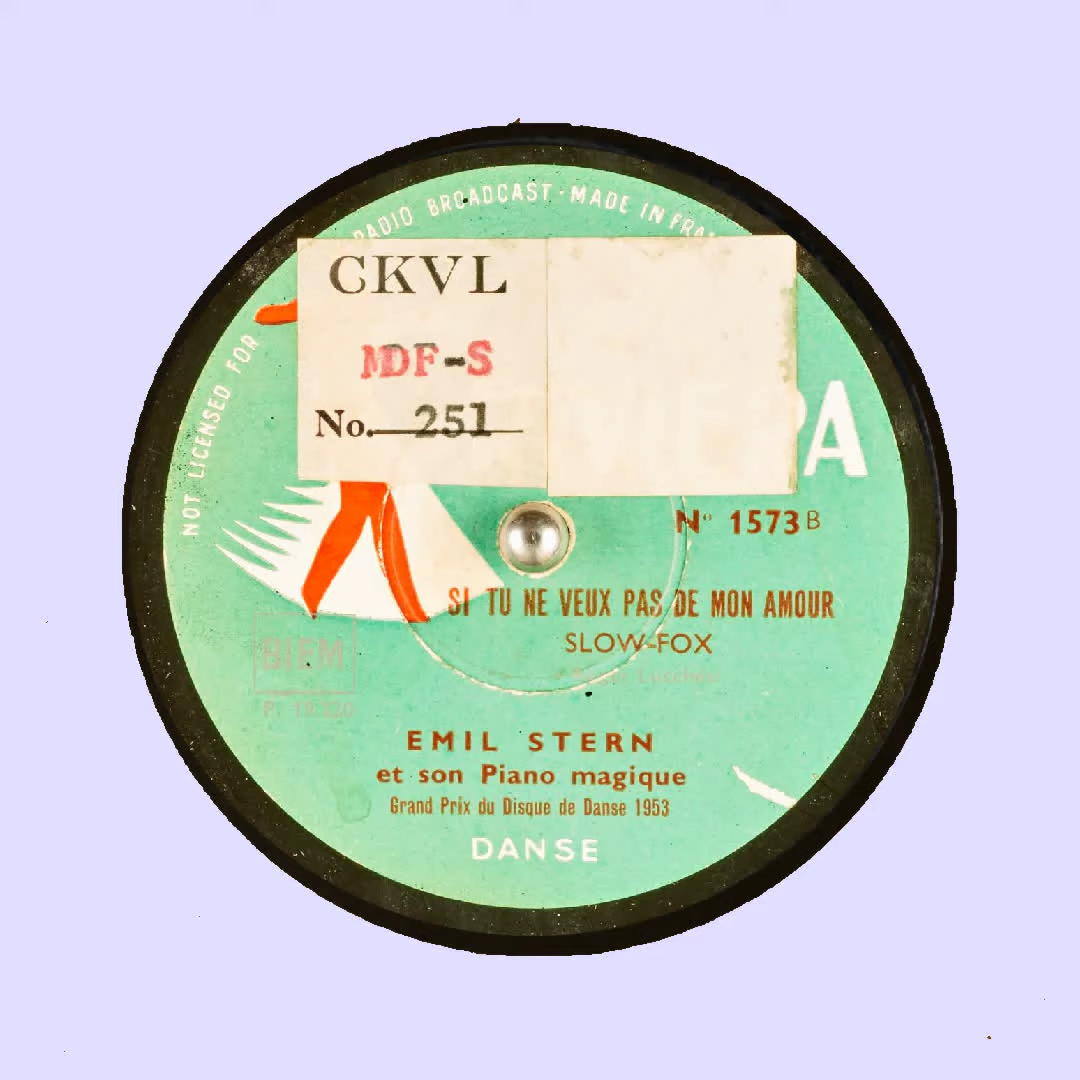 NOT LICENSED FOR RADIO BROADCAST · MADE IN
CKVL
MDF-S
No. 251
PA
Nº 1573 B
SI TU NE VEUX PAS DE MON AMOUR
SLOW-FOX
BIEM
EMIL STERN
et son Piano magique
Grand Prix du Disque de Danse 1953
DANSE